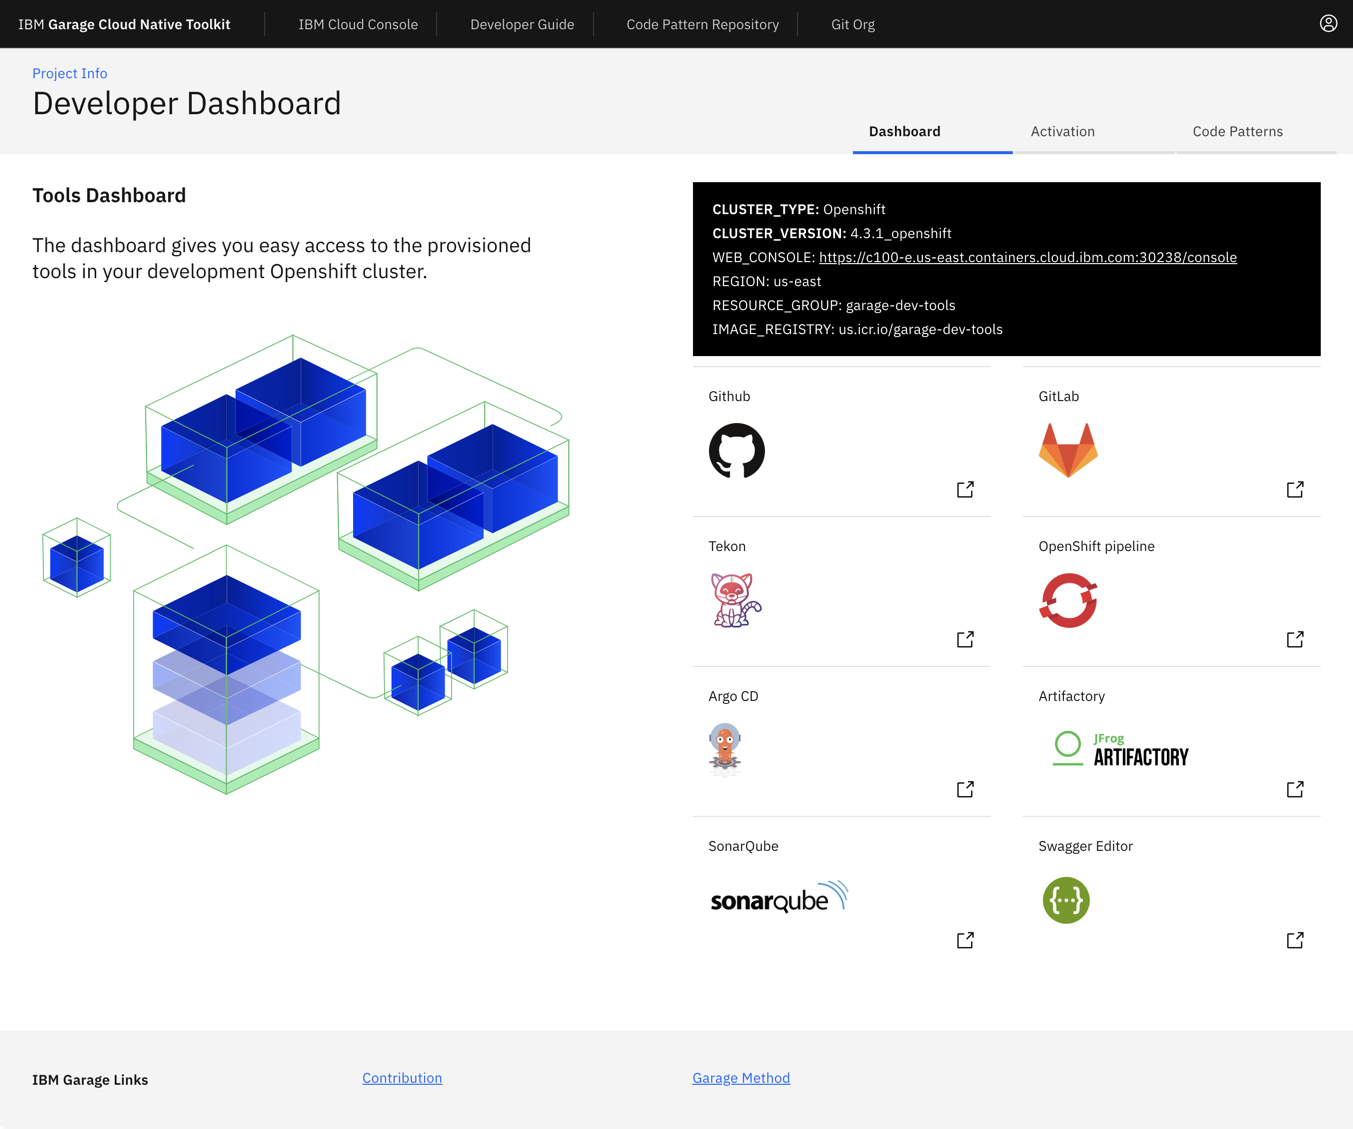 IBM Garage Cloud Native Toolkit
IBM Cloud Console
Developer Guide
Code Pattern Repository
Git Org
Project Info
Developer Dashboard
Dashboard
Activation
Code Patterns
Tools Dashboard
The dashboard gives you easy access to the provisioned
tools in your development Openshift cluster.
CLUSTER_TYPE: Openshift
CLUSTER_VERSION: 4.3.1_openshift
WEB_CONSOLE: https://c100-e.us-east.containers.cloud.ibm.com:30238/console
REGION: us-east
RESOURCE_GROUP: garage-dev-tools
IMAGE_REGISTRY: us.icr.io/garage-dev-tools
Github
GitLab
Tekon
OpenShift pipeline
Argo CD
Artifactory
JFrog
ARTIFACTORY
SonarQube
sonarqube
Swagger Editor
{...}
IBM Garage Links
Contribution
Garage Method